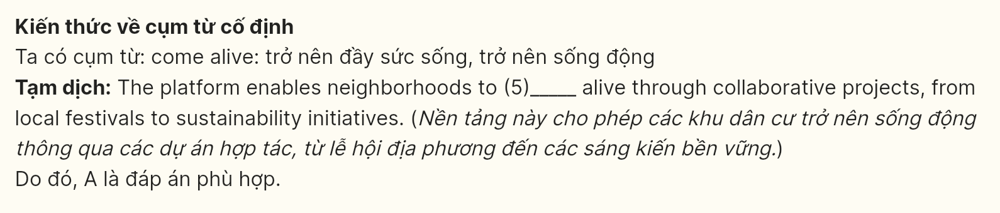 Kiến thức về cụm từ cố định
Ta có cụm từ: come alive: trở nên đầy sức sống, trở nên sống động
Tạm dịch: The platform enables neighborhoods to (5)_____ alive through collaborative projects, from
local festivals to sustainability initiatives. (Nền tảng này cho phép các khu dân cư trở nên sống động
thông qua các dự án hợp tác, từ lễ hội địa phương đến các sáng kiến bền vững.)
Do đó, A là đáp án phù hợp.